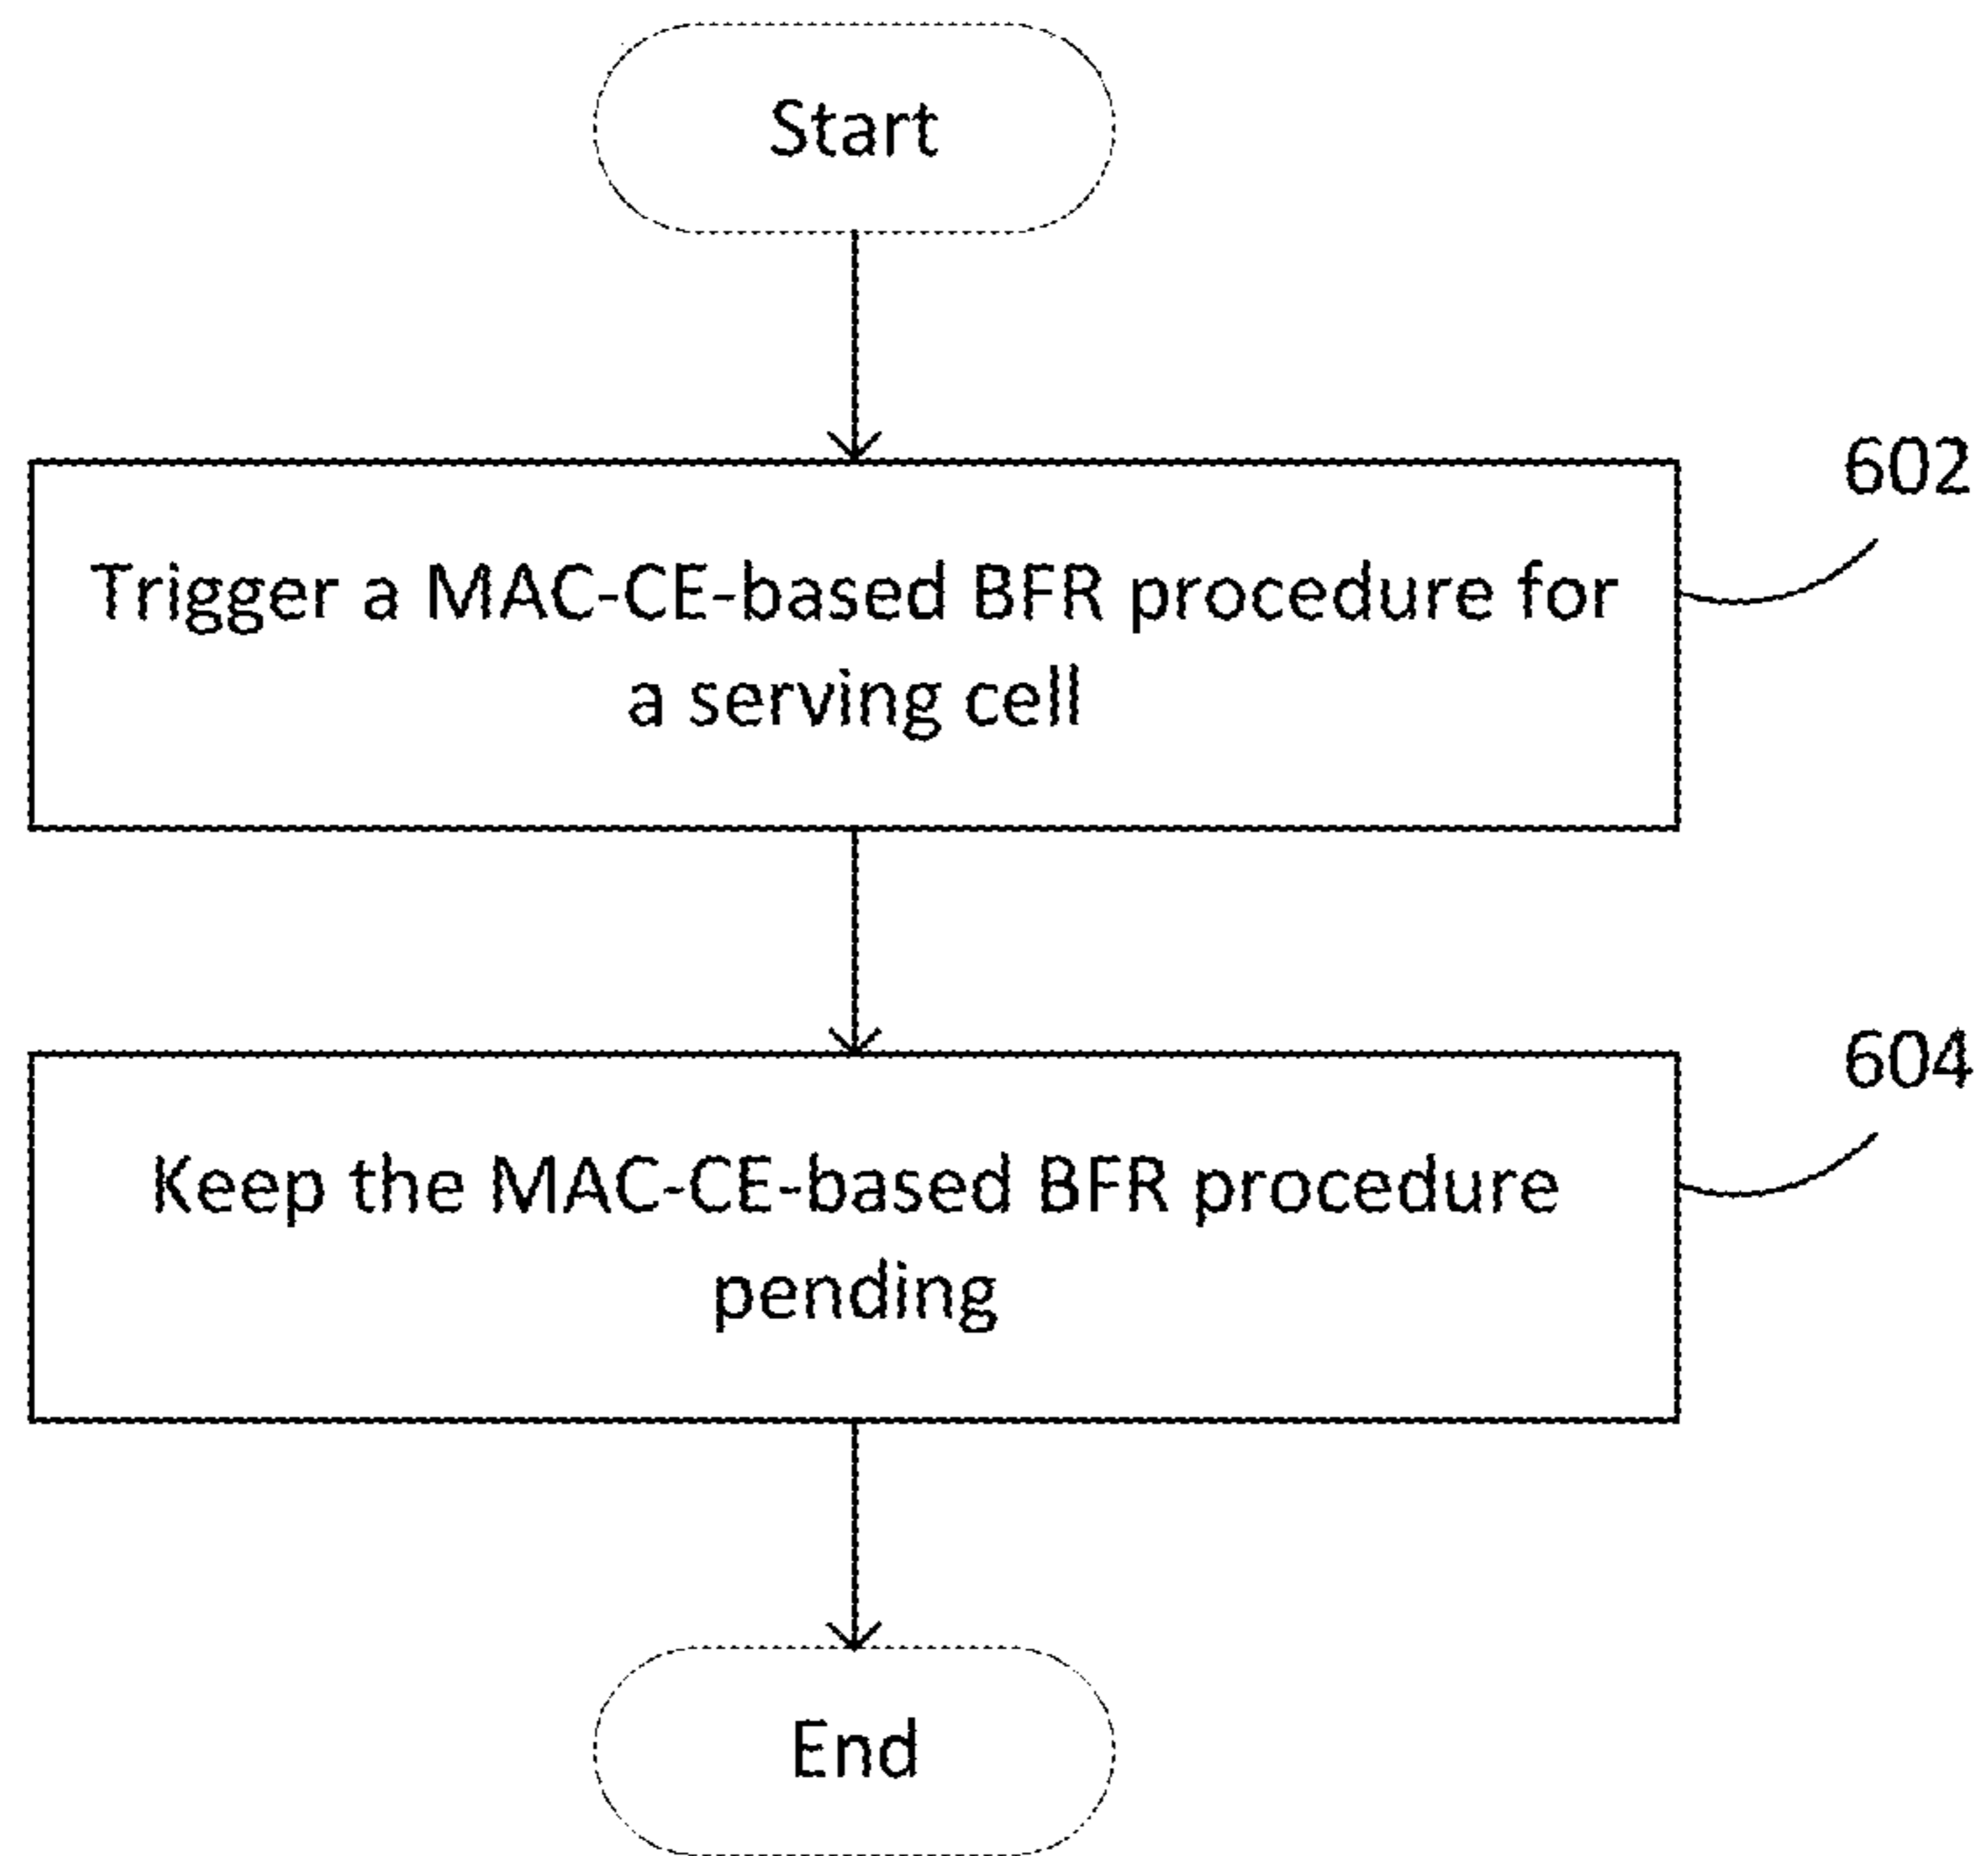 Start
602
Trigger a MAC-CE-based BFR procedure for
a serving cell
604
Keep the MAC-CE-based BFR procedure
pending
End